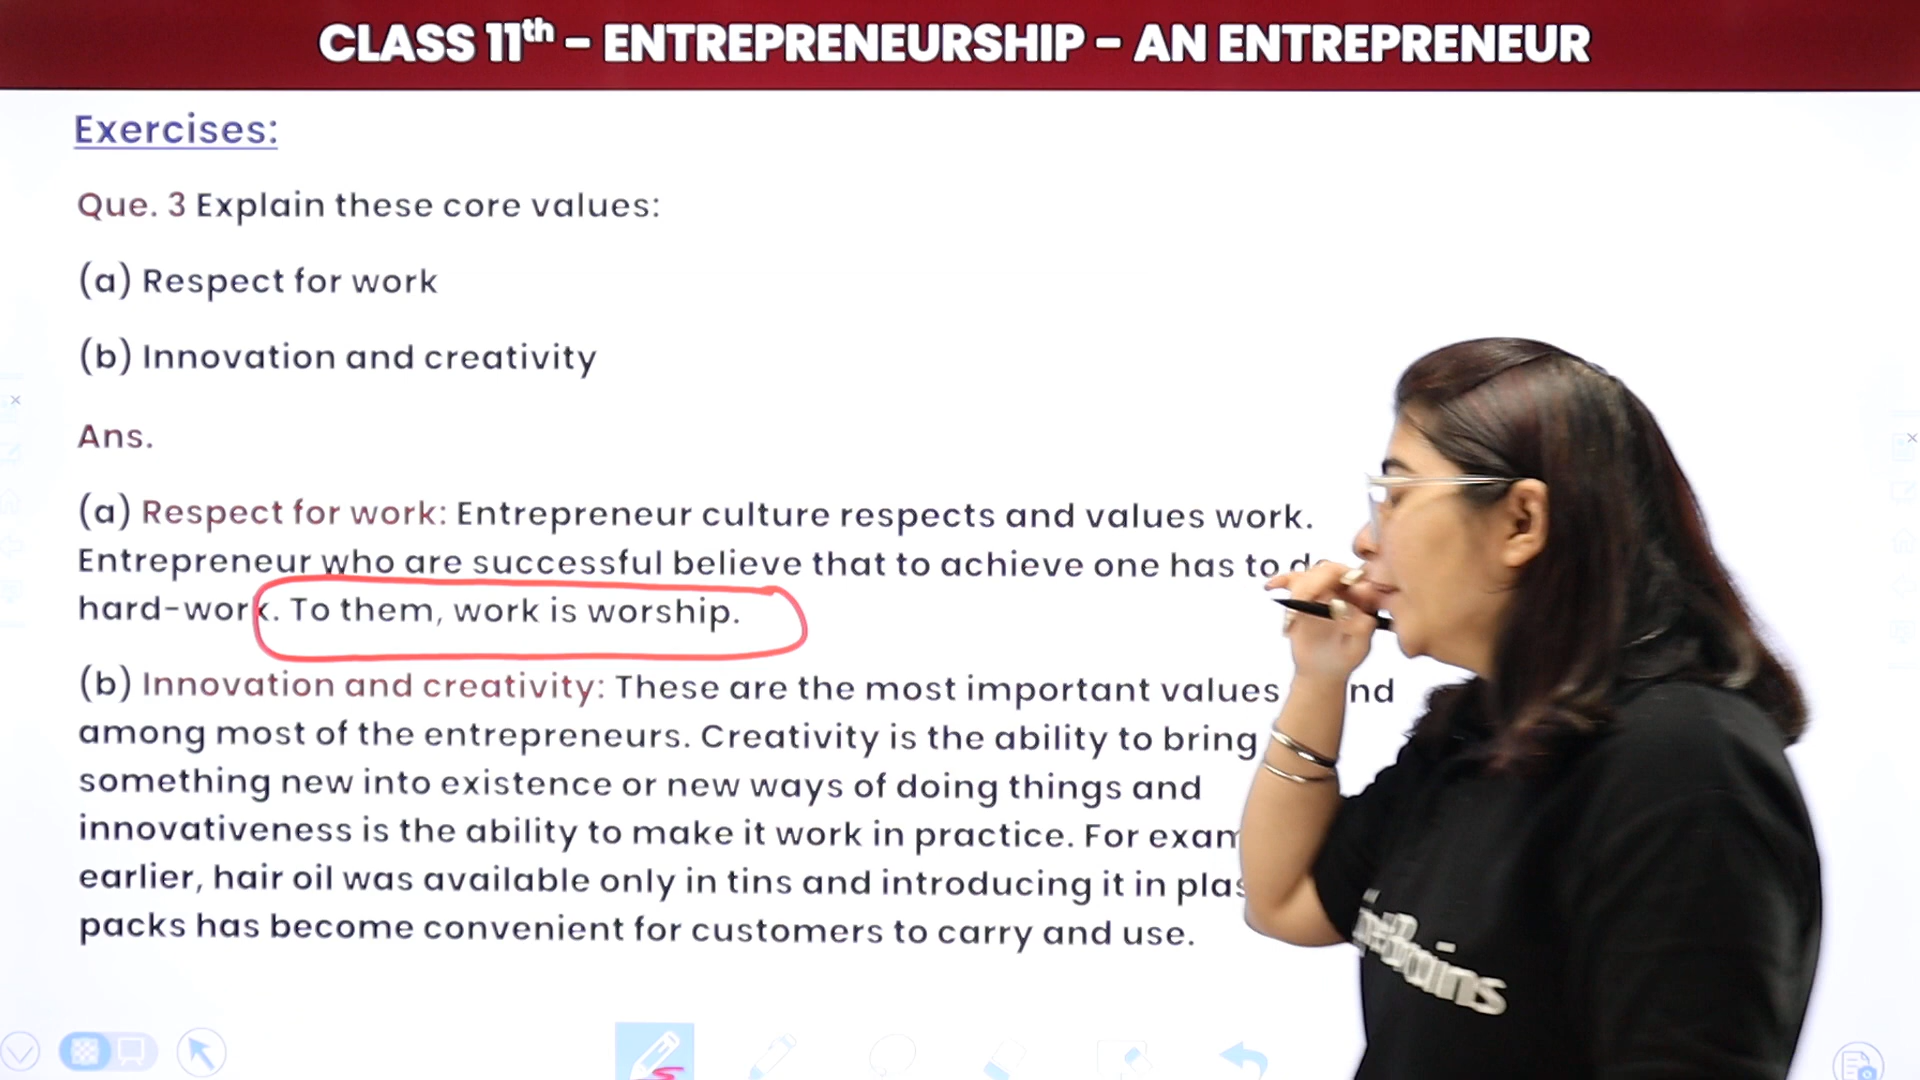 CLASS 11th - ENTREPRENEURSHIP - AN ENTREPRENEUR
Exercises:
Que. 3 Explain these core values:
(a) Respect for work
(b) Innovation and creativity
Ans.
(a) Respect for work: Entrepreneur culture respects and values work.
Entrepreneur who are successful believe that to achieve one has to
hard-work. To them, work is worship.
(b) Innovation and creativity: These are the most important values
among most of the entrepreneurs. Creativity is the ability to bring
something new into existence or new ways of doing things and
innovativeness is the ability to make it work in practice. For
earlier, hair oil was available only in tins and introducing it in
packs has become convenient for customers to carry and use.